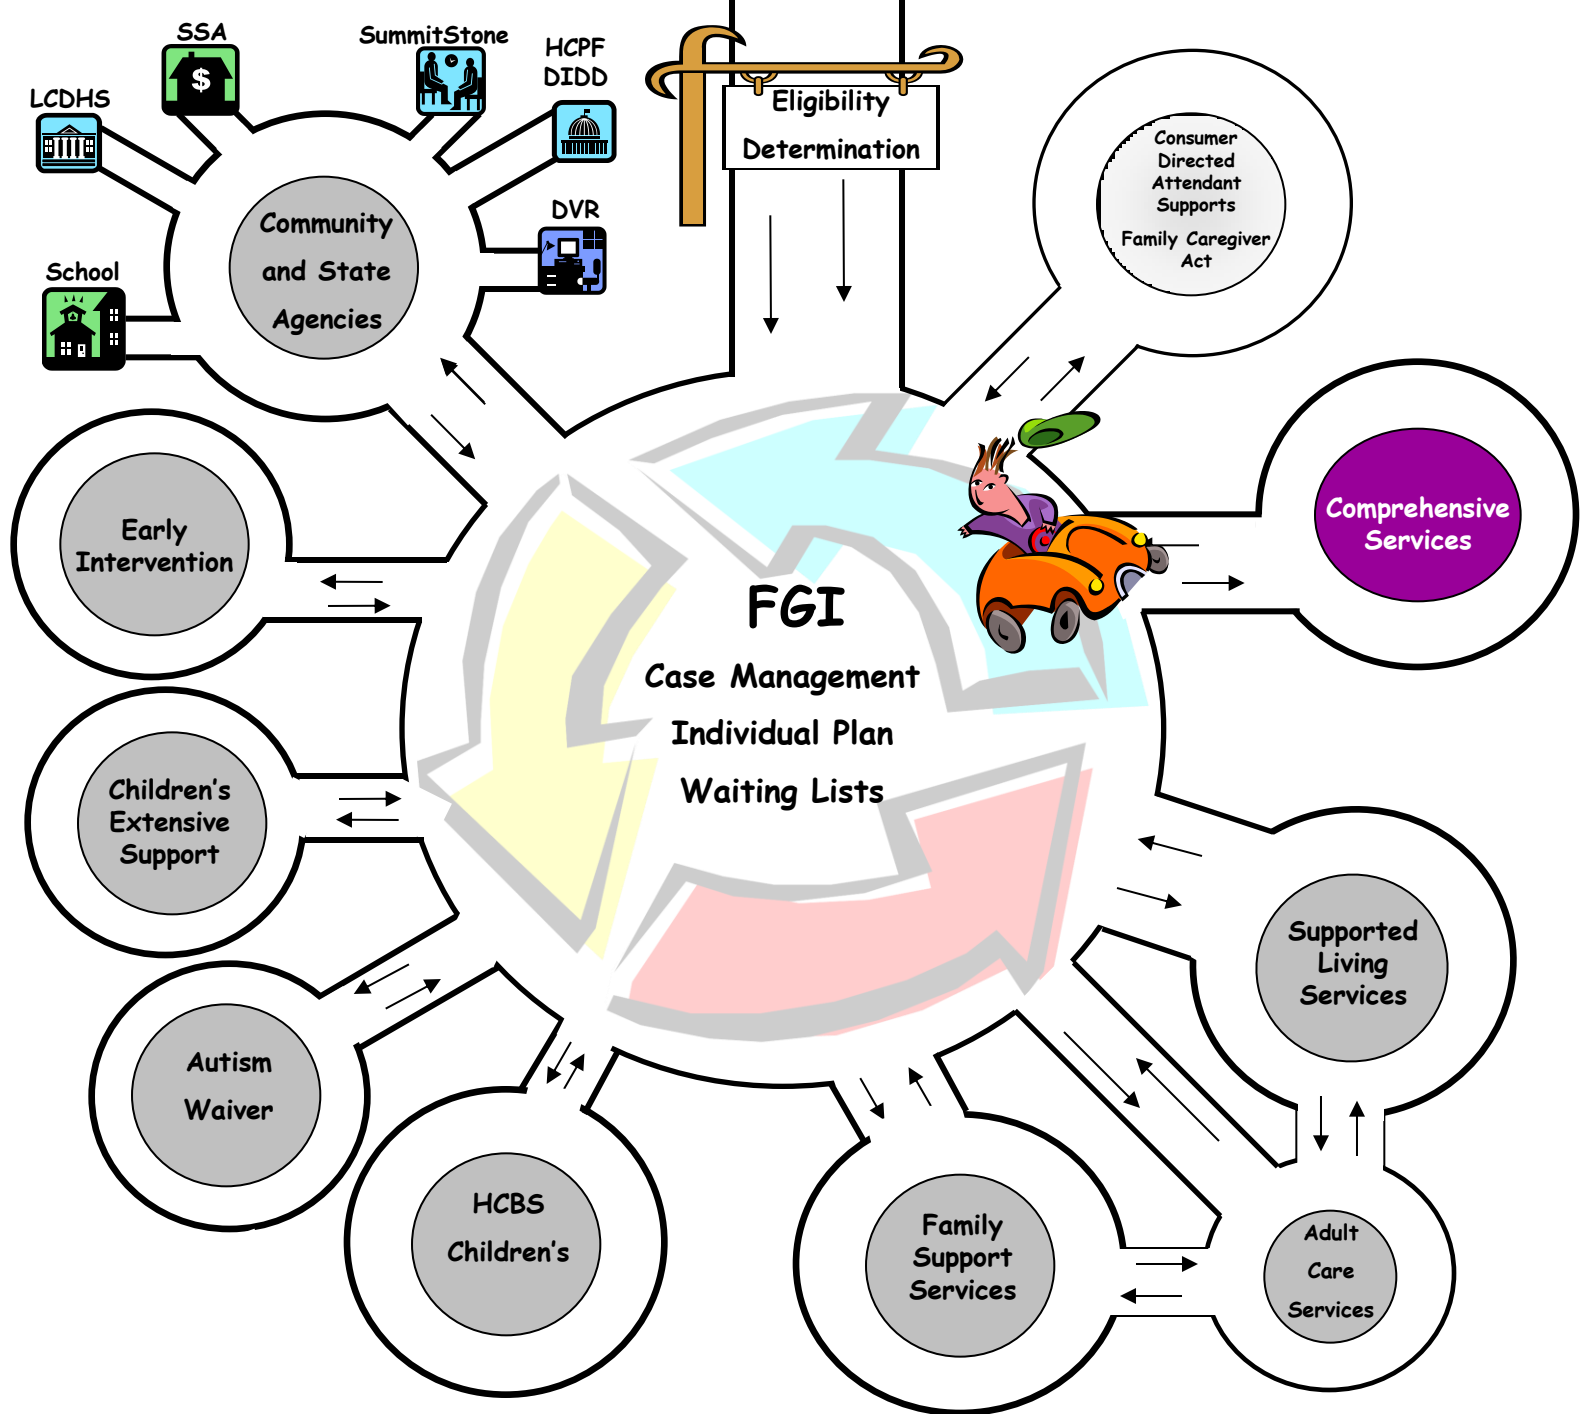 SSA
SummitStone
HCPF
DIDD
LCDHS
Eligibility
Determination
Consumer
Directed
Attendant
Supports
Family Caregiver
Act
Community
and State
Agencies
DVR
School
$
Early
Intervention
Comprehensive
Services
FGI
Case Management
Individual Plan
Waiting Lists
Children's
Extensive
Support
Supported
Living
Services
Autism
Waiver
HCBS
Children's
Family
Support
Services
Adult
Care
Services